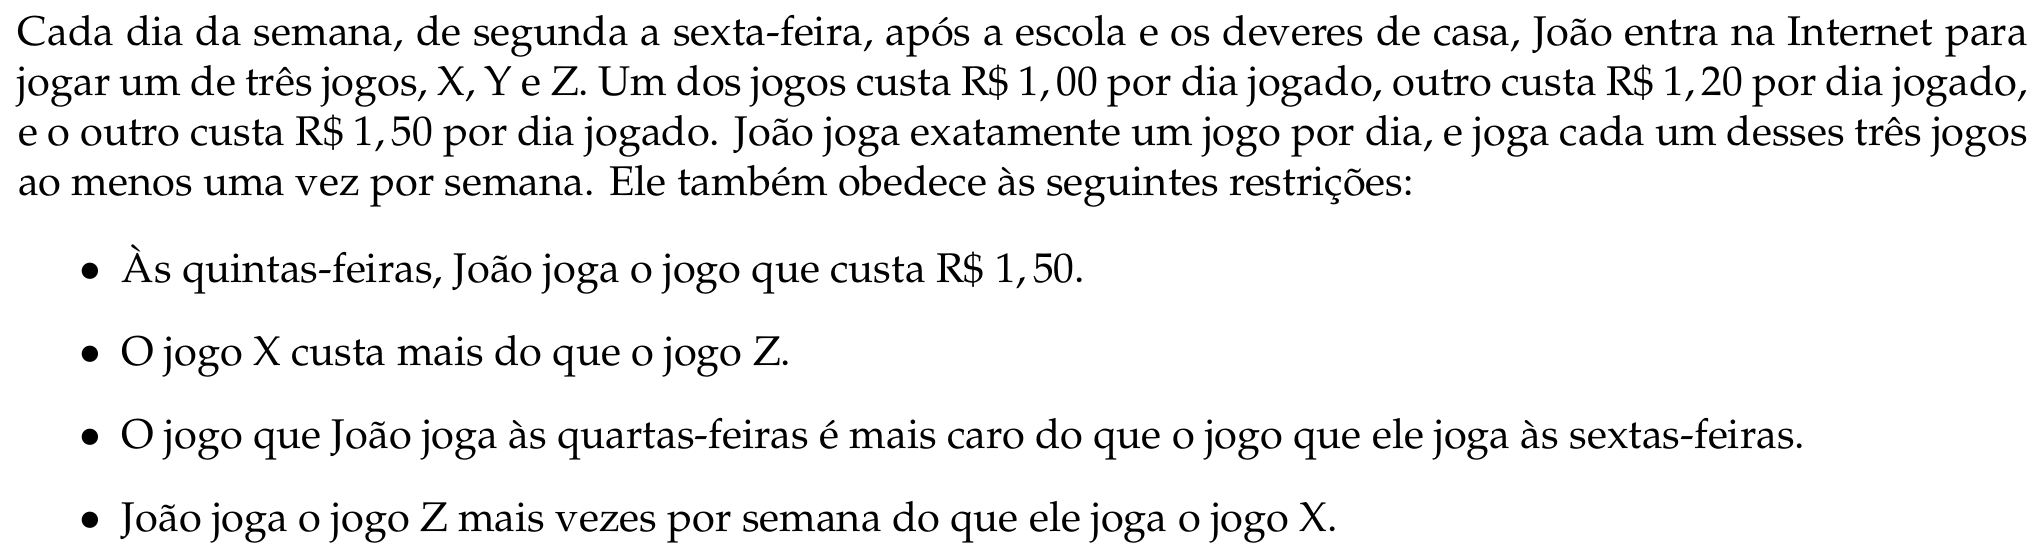 Cada dia da semana, de segunda a sexta-feira, após a escola e os deveres de casa, João entra na Internet para
jogar um de três jogos, X, Y e Z. Um dos jogos custa R$ 1,00 por dia jogado, outro custa R$ 1,20 por dia jogado,
e o outro custa R$ 1,50 por dia jogado. João joga exatamente um jogo por dia, e joga cada um desses três jogos
ao menos uma vez por semana. Ele também obedece às seguintes restrições:
• Às quintas-feiras, João joga o jogo que custa R$ 1,50.
• O jogo X custa mais do que o jogo Z.
• O jogo que João joga às quartas-feiras é mais caro do que o jogo que ele joga às sextas-feiras.
• João joga o jogo Z mais vezes por semana do que ele joga o jogo X.